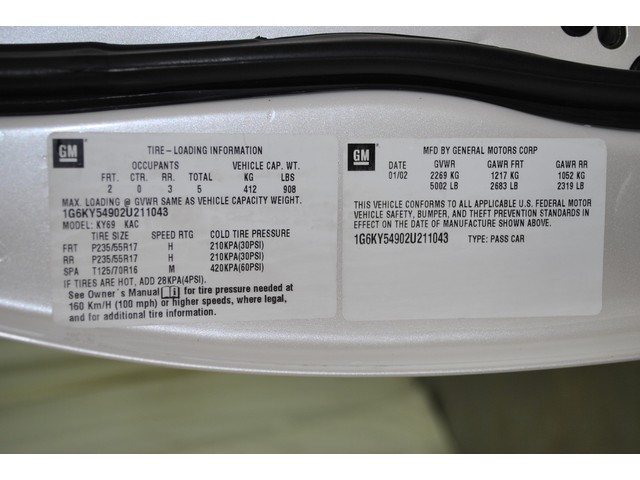 GM
TIRE-LOADING INFORMATION
OCCUPANTS VEHICLE CAP. WT.
FRT. CTR. RR. TOTAL KG LBS
2 0 3 5 412 908
MAX. LOADING @ GVWR SAME AS VEHICLE CAPACITY WEIGHT.
1G6KY54902U211043
MODEL: KY69 KAC
TIRE SIZE SPEED RTG COLD TIRE PRESSURE
FRT P235/55R17 H 210KPA(30PSI)
RR P235/55R17 H 210KPA(30PSI)
SPA T125/70R16 M 420KPA(60PSI)
IF TIRES ARE HOT, ADD 28KPA(4PSI).
See Owner's Manual i for tire pressure needed at
160 Km/H (100 mph) or higher speeds, where legal,
and for additional tire information.
GM
MFD BY GENERAL MOTORS CORP
DATE GVWR GAWR FRT GAWR RR
01/02 2269 KG 1217 KG 1052 KG
5002 LB 2683 LB 2319 LB
THIS VEHICLE CONFORMS TO ALL APPLICABLE U.S. FEDERAL MOTOR
VEHICLE SAFETY, BUMPER, AND THEFT PREVENTION STANDARDS IN
EFFECT ON THE DATE OF MANUFACTURE SHOWN ABOVE.
1G6KY54902U211043 TYPE: PASS CAR